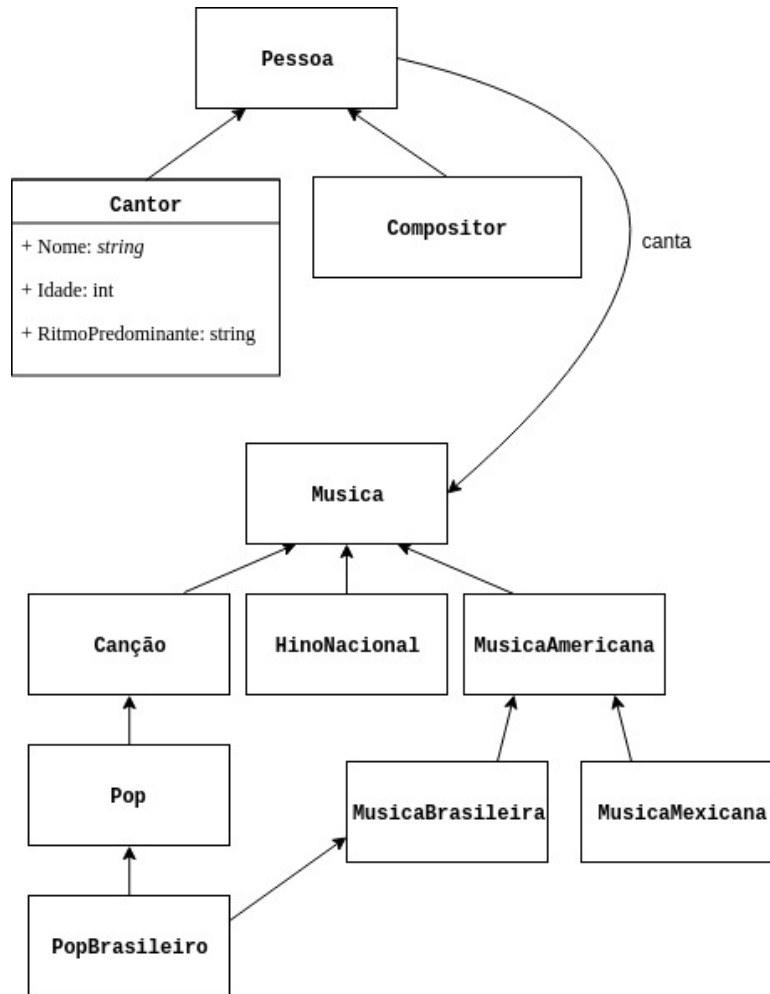 Pessoa
Cantor
+ Nome: string
+ Idade: int
+ RitmoPredominante: string
Compositor
canta
Musica
Canção
HinoNacional
MusicaAmericana
Pop
MusicaBrasileira
MusicaMexicana
PopBrasileiro